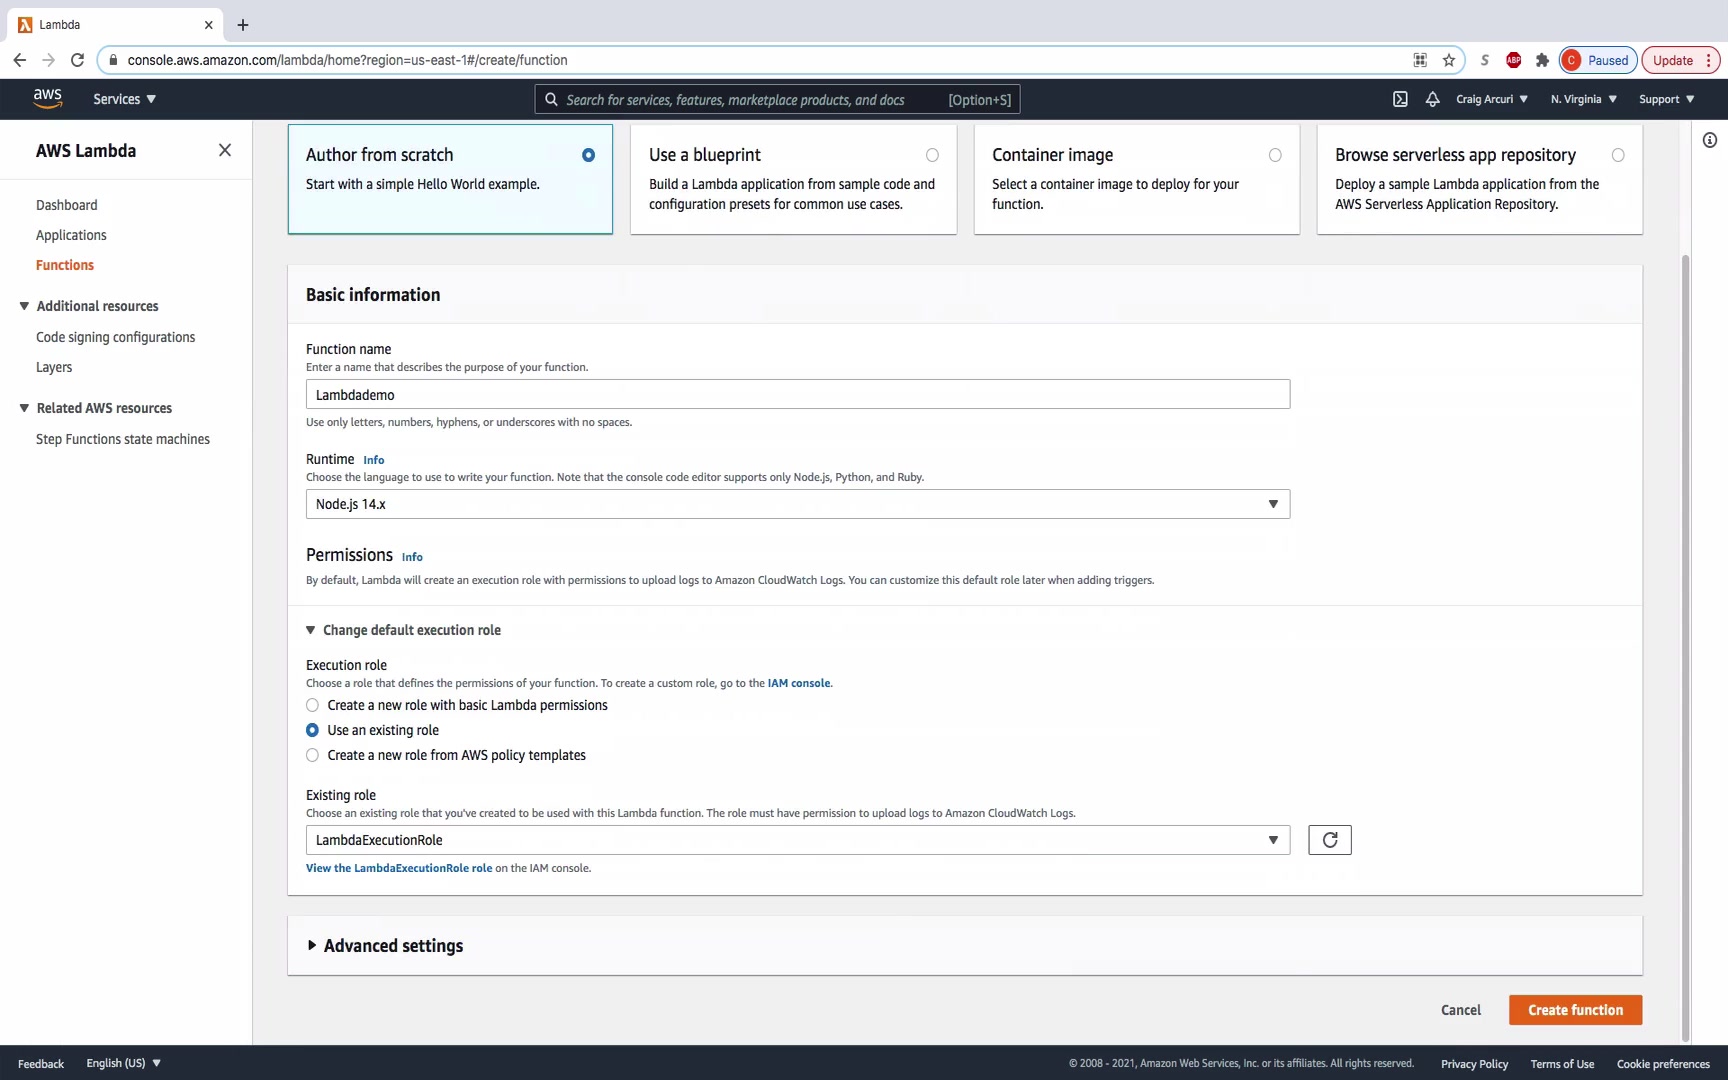 Lambda
console.aws.amazon.com/lambda/home?region=us-east-1#/create/function
S
ABP
C Paused
Update
aws
Services
Search for services, features, marketplace products, and docs [Option+S]
Craig Arcuri
N. Virginia
Support
AWS Lambda
Dashboard
Applications
Functions
Additional resources
Code signing configurations
Layers
Related AWS resources
Step Functions state machines
Author from scratch
Start with a simple Hello World example.
Use a blueprint
Build a Lambda application from sample code and
configuration presets for common use cases.
Container image
Select a container image to deploy for your
function.
Browse serverless app repository
Deploy a sample Lambda application from the
AWS Serverless Application Repository.
Basic information
Function name
Enter a name that describes the purpose of your function.
Lambdademo
Use only letters, numbers, hyphens, or underscores with no spaces.
Runtime Info
Choose the language to use to write your function. Note that the console code editor supports only Node.js, Python, and Ruby.
Node.js 14.x
Permissions Info
By default, Lambda will create an execution role with permissions to upload logs to Amazon CloudWatch Logs. You can customize this default role later when adding triggers.
Change default execution role
Execution role
Choose a role that defines the permissions of your function. To create a custom role, go to the IAM console.
Create a new role with basic Lambda permissions
Use an existing role
Create a new role from AWS policy templates
Existing role
Choose an existing role that you've created to be used with this Lambda function. The role must have permission to upload logs to Amazon CloudWatch Logs.
LambdaExecutionRole
View the LambdaExecutionRole role on the IAM console.
Advanced settings
Cancel
Create function
Feedback
English (US)
© 2008 - 2021, Amazon Web Services, Inc. or its affiliates. All rights reserved.
Privacy Policy
Terms of Use
Cookie preferences